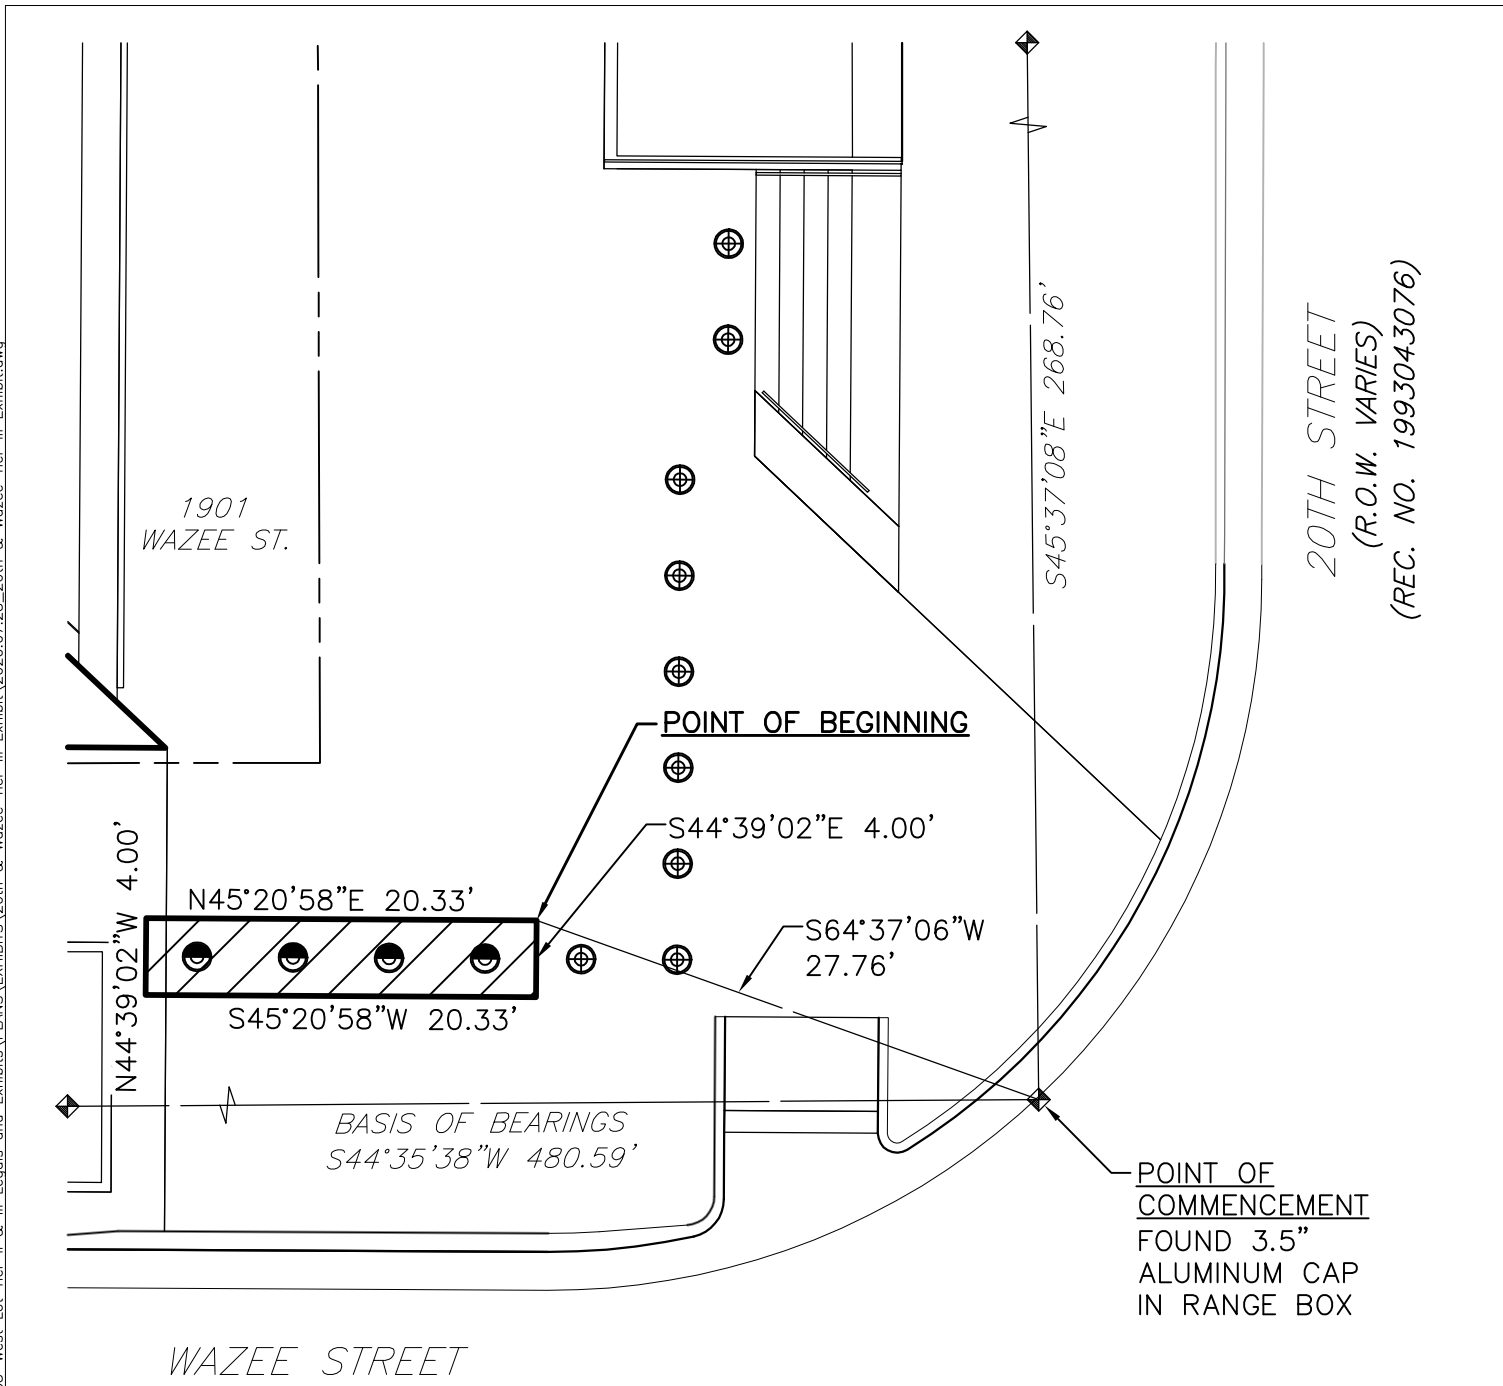 1901
WAZEE ST.
S45°37'08"E 268.76'
20TH STREET
(R.O.W. VARIES)
(REC. NO. 1993043076)
POINT OF BEGINNING
S44°39'02"E 4.00'
N44°39'02"W 4.00'
N45°20'58"E 20.33'
S64°37'06"W
27.76'
S45°20'58"W 20.33'
BASIS OF BEARINGS
S44°35'38"W 480.59'
POINT OF
COMMENCEMENT
FOUND 3.5"
ALUMINUM CAP
IN RANGE BOX
WAZEE STREET